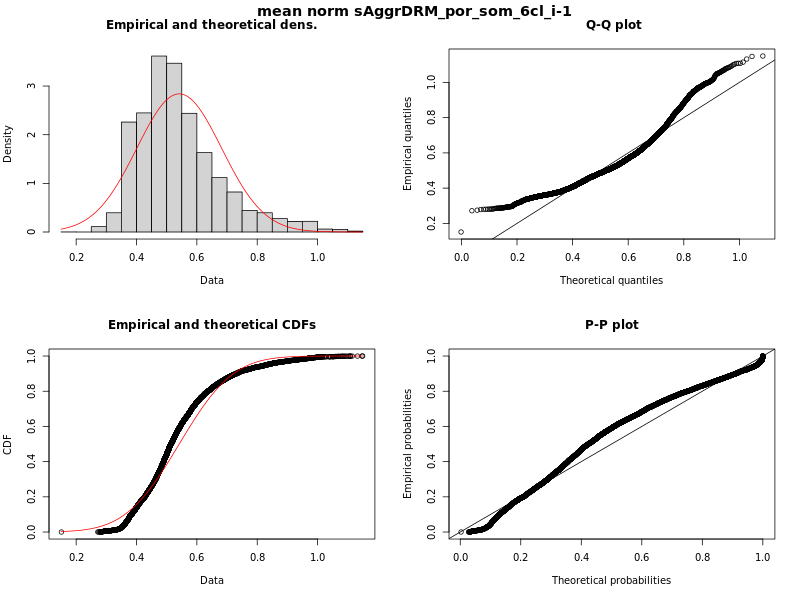 mean norm sAggrDRM_por_som_6cl_i-1
Empirical and theoretical dens.
Density
0 1 2 3
0.2 0.4 0.6 0.8 1.0
Data
Q-Q plot
Empirical quantiles
0.2 0.4 0.6 0.8 1.0
0.0 0.2 0.4 0.6 0.8 1.0
Theoretical quantiles
Empirical and theoretical CDFs
CDF
0.0 0.2 0.4 0.6 0.8 1.0
0.2 0.4 0.6 0.8 1.0
Data
P-P plot
Empirical probabilities
0.0 0.2 0.4 0.6 0.8 1.0
0.0 0.2 0.4 0.6 0.8 1.0
Theoretical probabilities